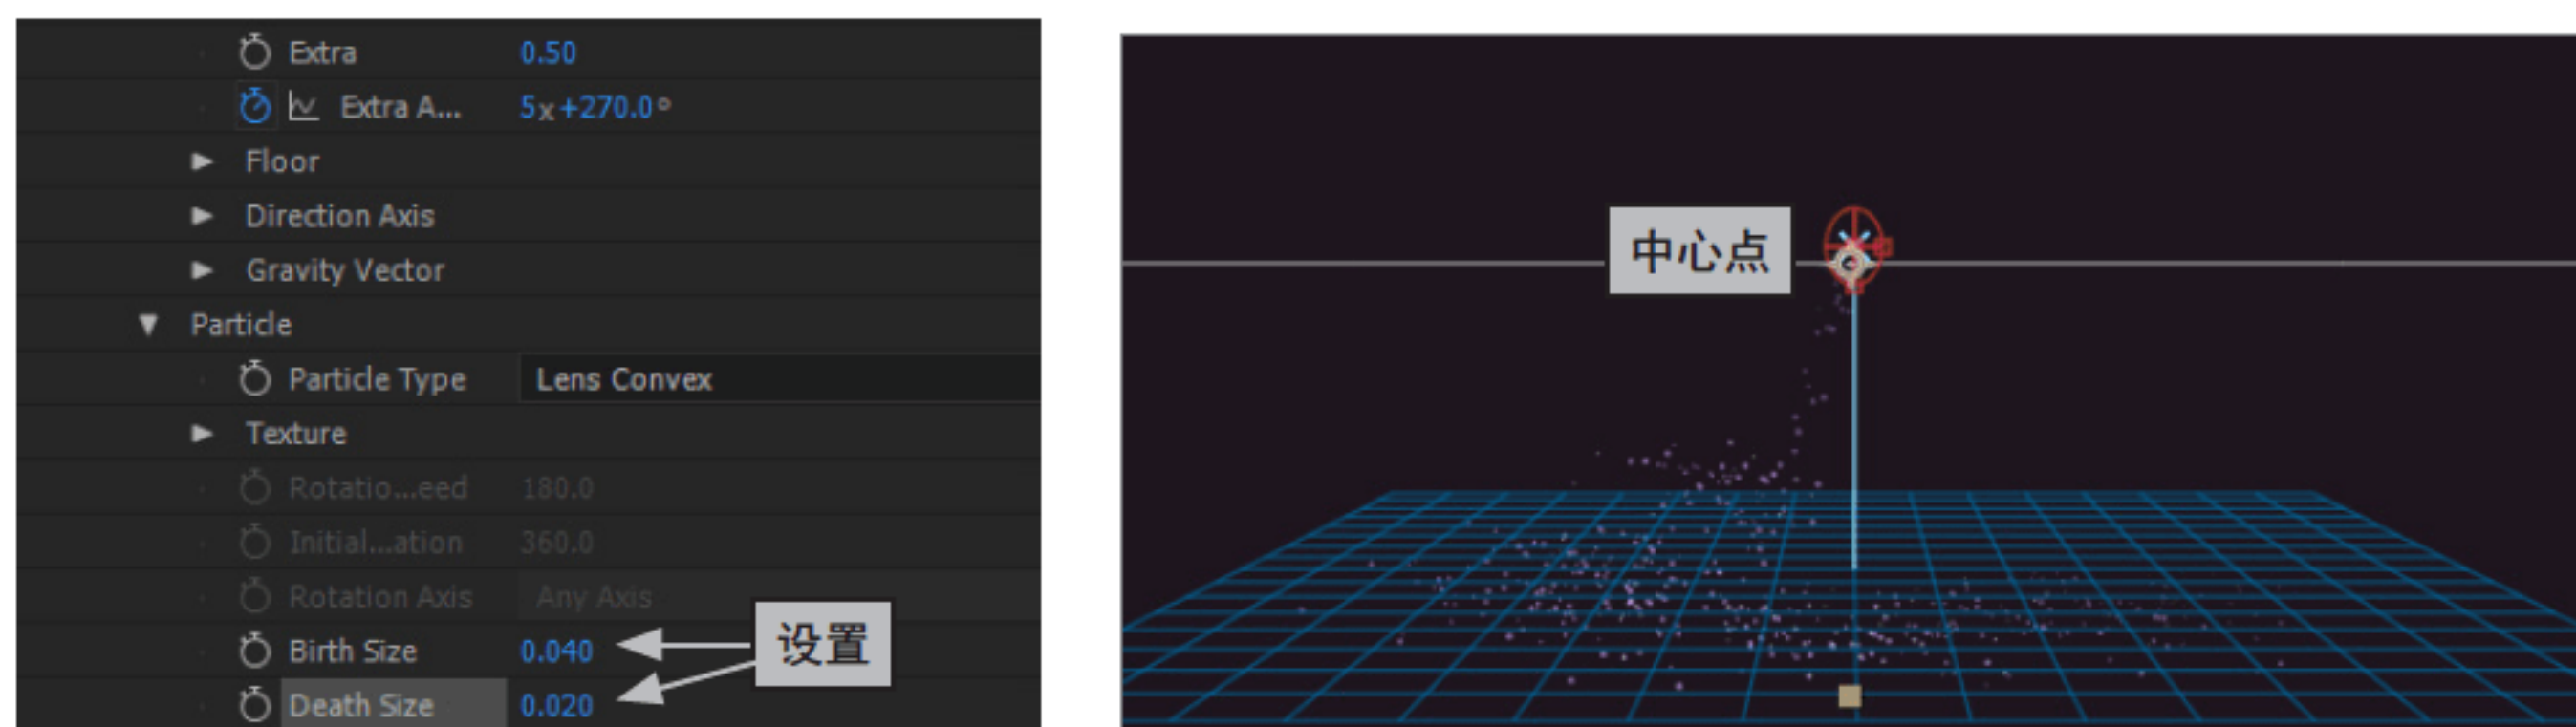 Extra 0.50
Extra A... 5x+270.0°
Floor
Direction Axis
Gravity Vector
Particle
Particle Type Lens Convex
Texture
Rotatio...eed 180.0
Initial...ation 360.0
Rotation Axis Any Axis
Birth Size 0.040
设置
Death Size 0.020
中心点